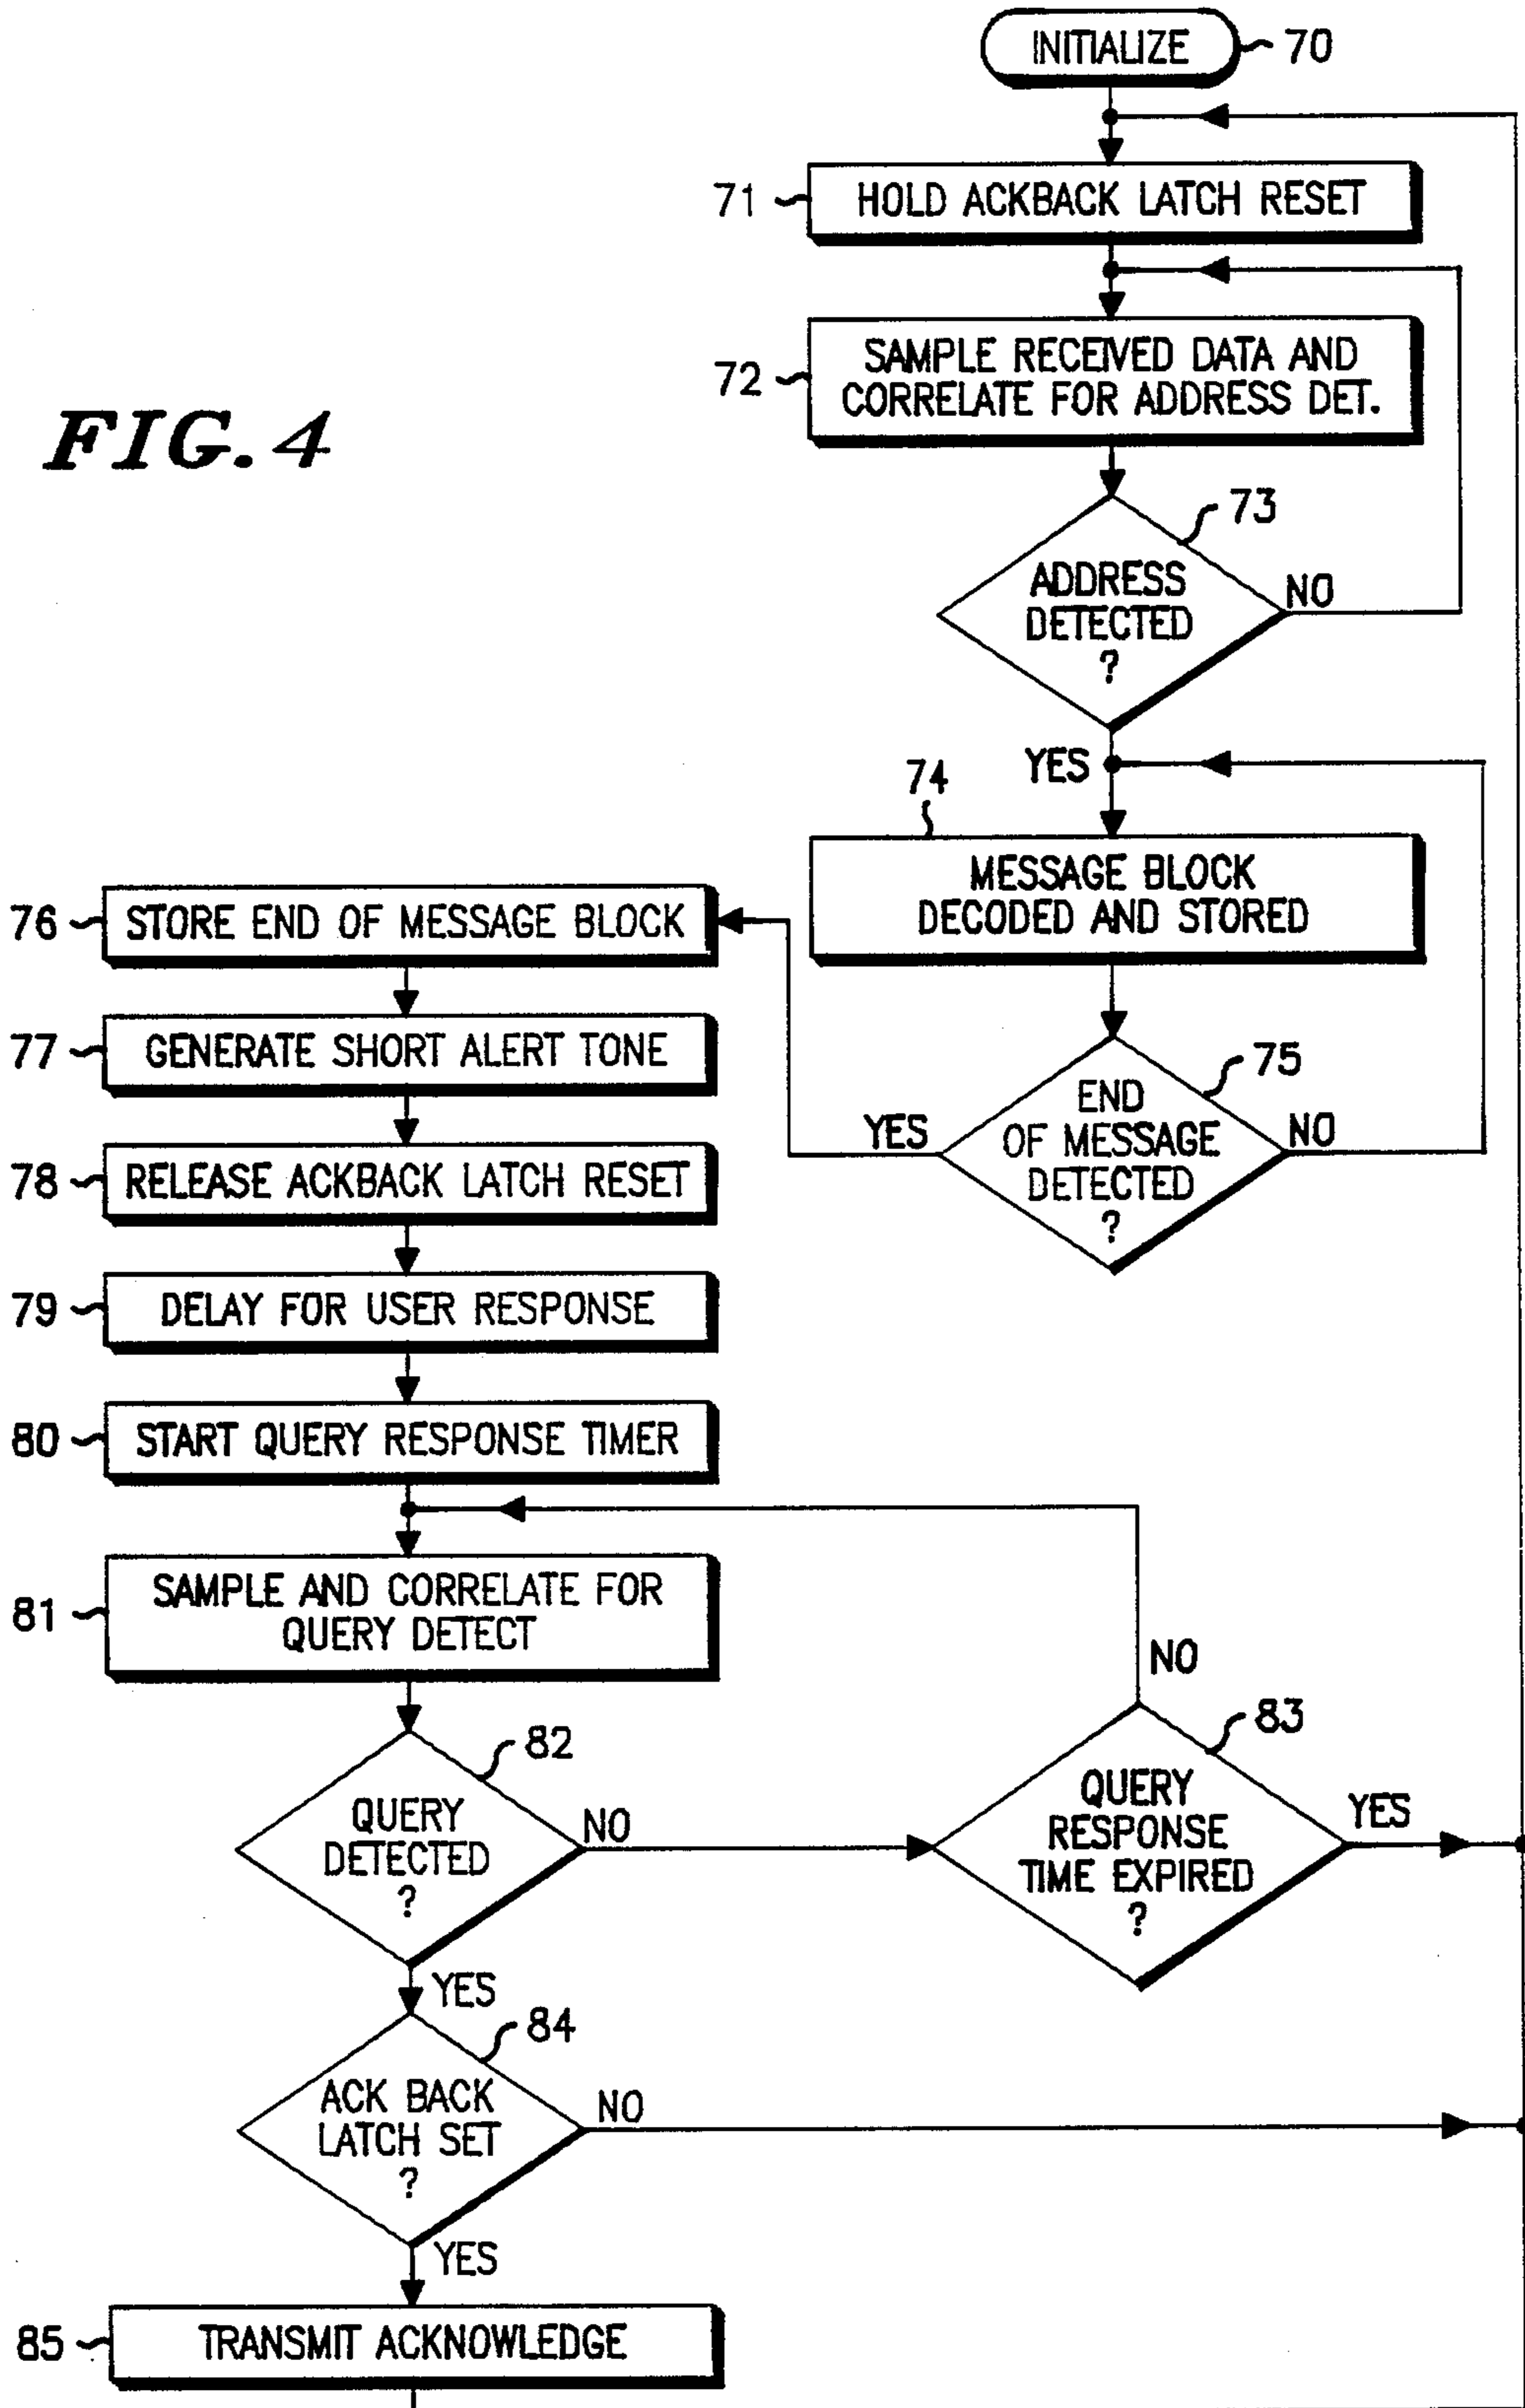 FIG. 4
INITIALIZE
70
71
HOLD ACKBACK LATCH RESET
72
SAMPLE RECEIVED DATA AND
CORRELATE FOR ADDRESS DET.
73
ADDRESS
DETECTED
?
NO
YES
74
MESSAGE BLOCK
DECODED AND STORED
75
END
OF MESSAGE
DETECTED
?
NO
YES
76
STORE END OF MESSAGE BLOCK
77
GENERATE SHORT ALERT TONE
78
RELEASE ACKBACK LATCH RESET
79
DELAY FOR USER RESPONSE
80
START QUERY RESPONSE TIMER
81
SAMPLE AND CORRELATE FOR
QUERY DETECT
82
QUERY
DETECTED
?
NO
YES
83
QUERY
RESPONSE
TIME EXPIRED
?
NO
YES
84
ACK BACK
LATCH SET
?
NO
YES
85
TRANSMIT ACKNOWLEDGE